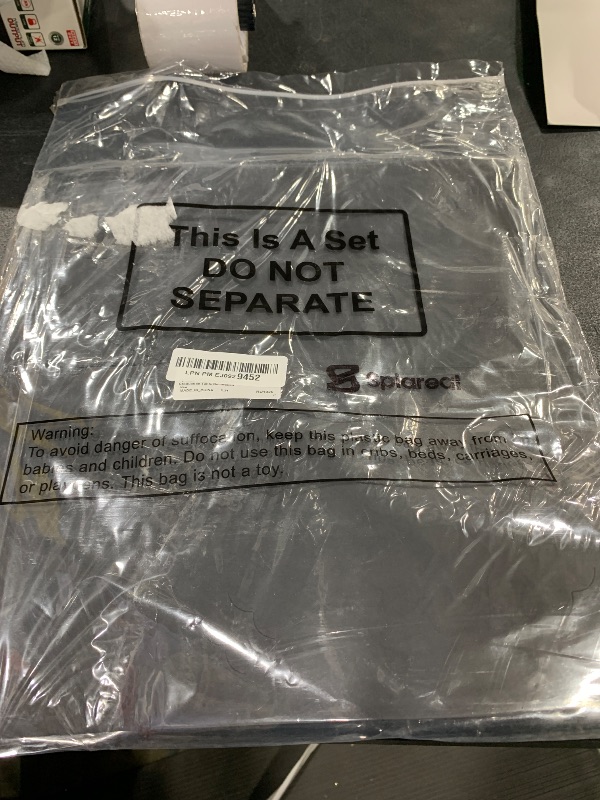 This Is A Set
DO NOT
SEPARATE
9452
Splareal
Warning:
To avoid danger of suffocation, keep this plastic bag away from
babies and children. Do not use this bag in cribs, beds, carriages,
or playpens. This bag is not a toy.